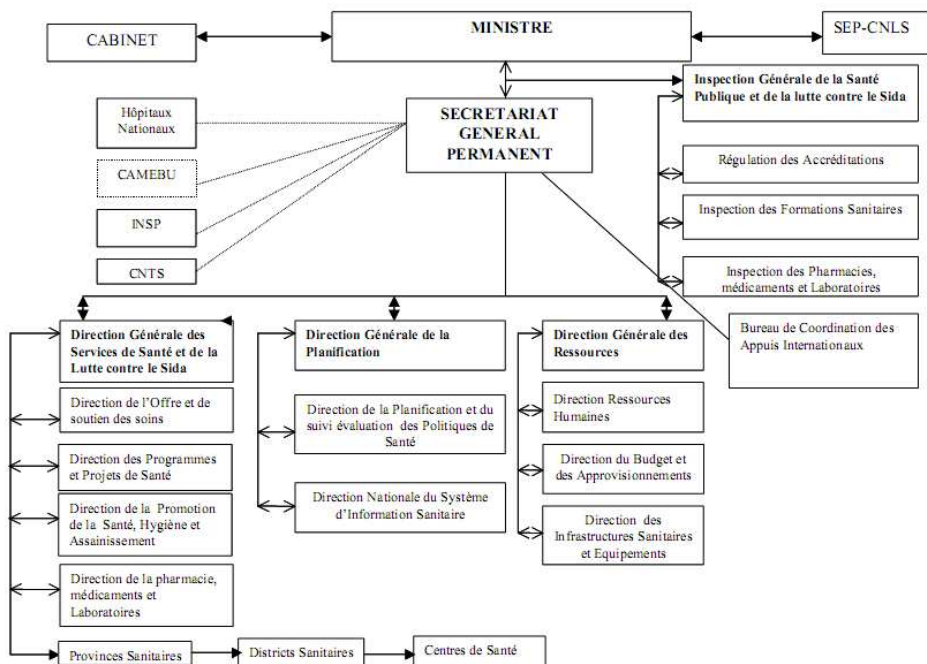 CABINET
MINISTRE
SEP-CNLS
Inspection Générale de la Santé
Publique et de la lutte contre le Sida
Hôpitaux
Nationaux
SECRETARIAT
GENERAL
PERMANENT
Régulation des Accréditations
CAMEBU
Inspection des Formations Sanitaires
INSP
CNTS
Inspection des Pharmacies,
médicaments et Laboratoires
Direction Générale des
Services de Santé et de la
Lutte contre le Sida
Direction Générale de la
Planification
Direction Générale des
Ressources
Bureau de Coordination des
Appuis Internationaux
Direction de l’Offre et de
soutien des soins
Direction de la Planification et du
suivi évaluation des Politiques de
Santé
Direction Ressources
Humaines
Direction des Programmes
et Projets de Santé
Direction du Budget et
des Approvisionnements
Direction de la Promotion
de la Santé, Hygiène et
Assainissement
Direction Nationale du Système
d’Information Sanitaire
Direction des
Infrastructures Sanitaires
et Equipements
Direction de la pharmacie,
médicaments et
Laboratoires
Provinces Sanitaires
Districts Sanitaires
Centres de Santé